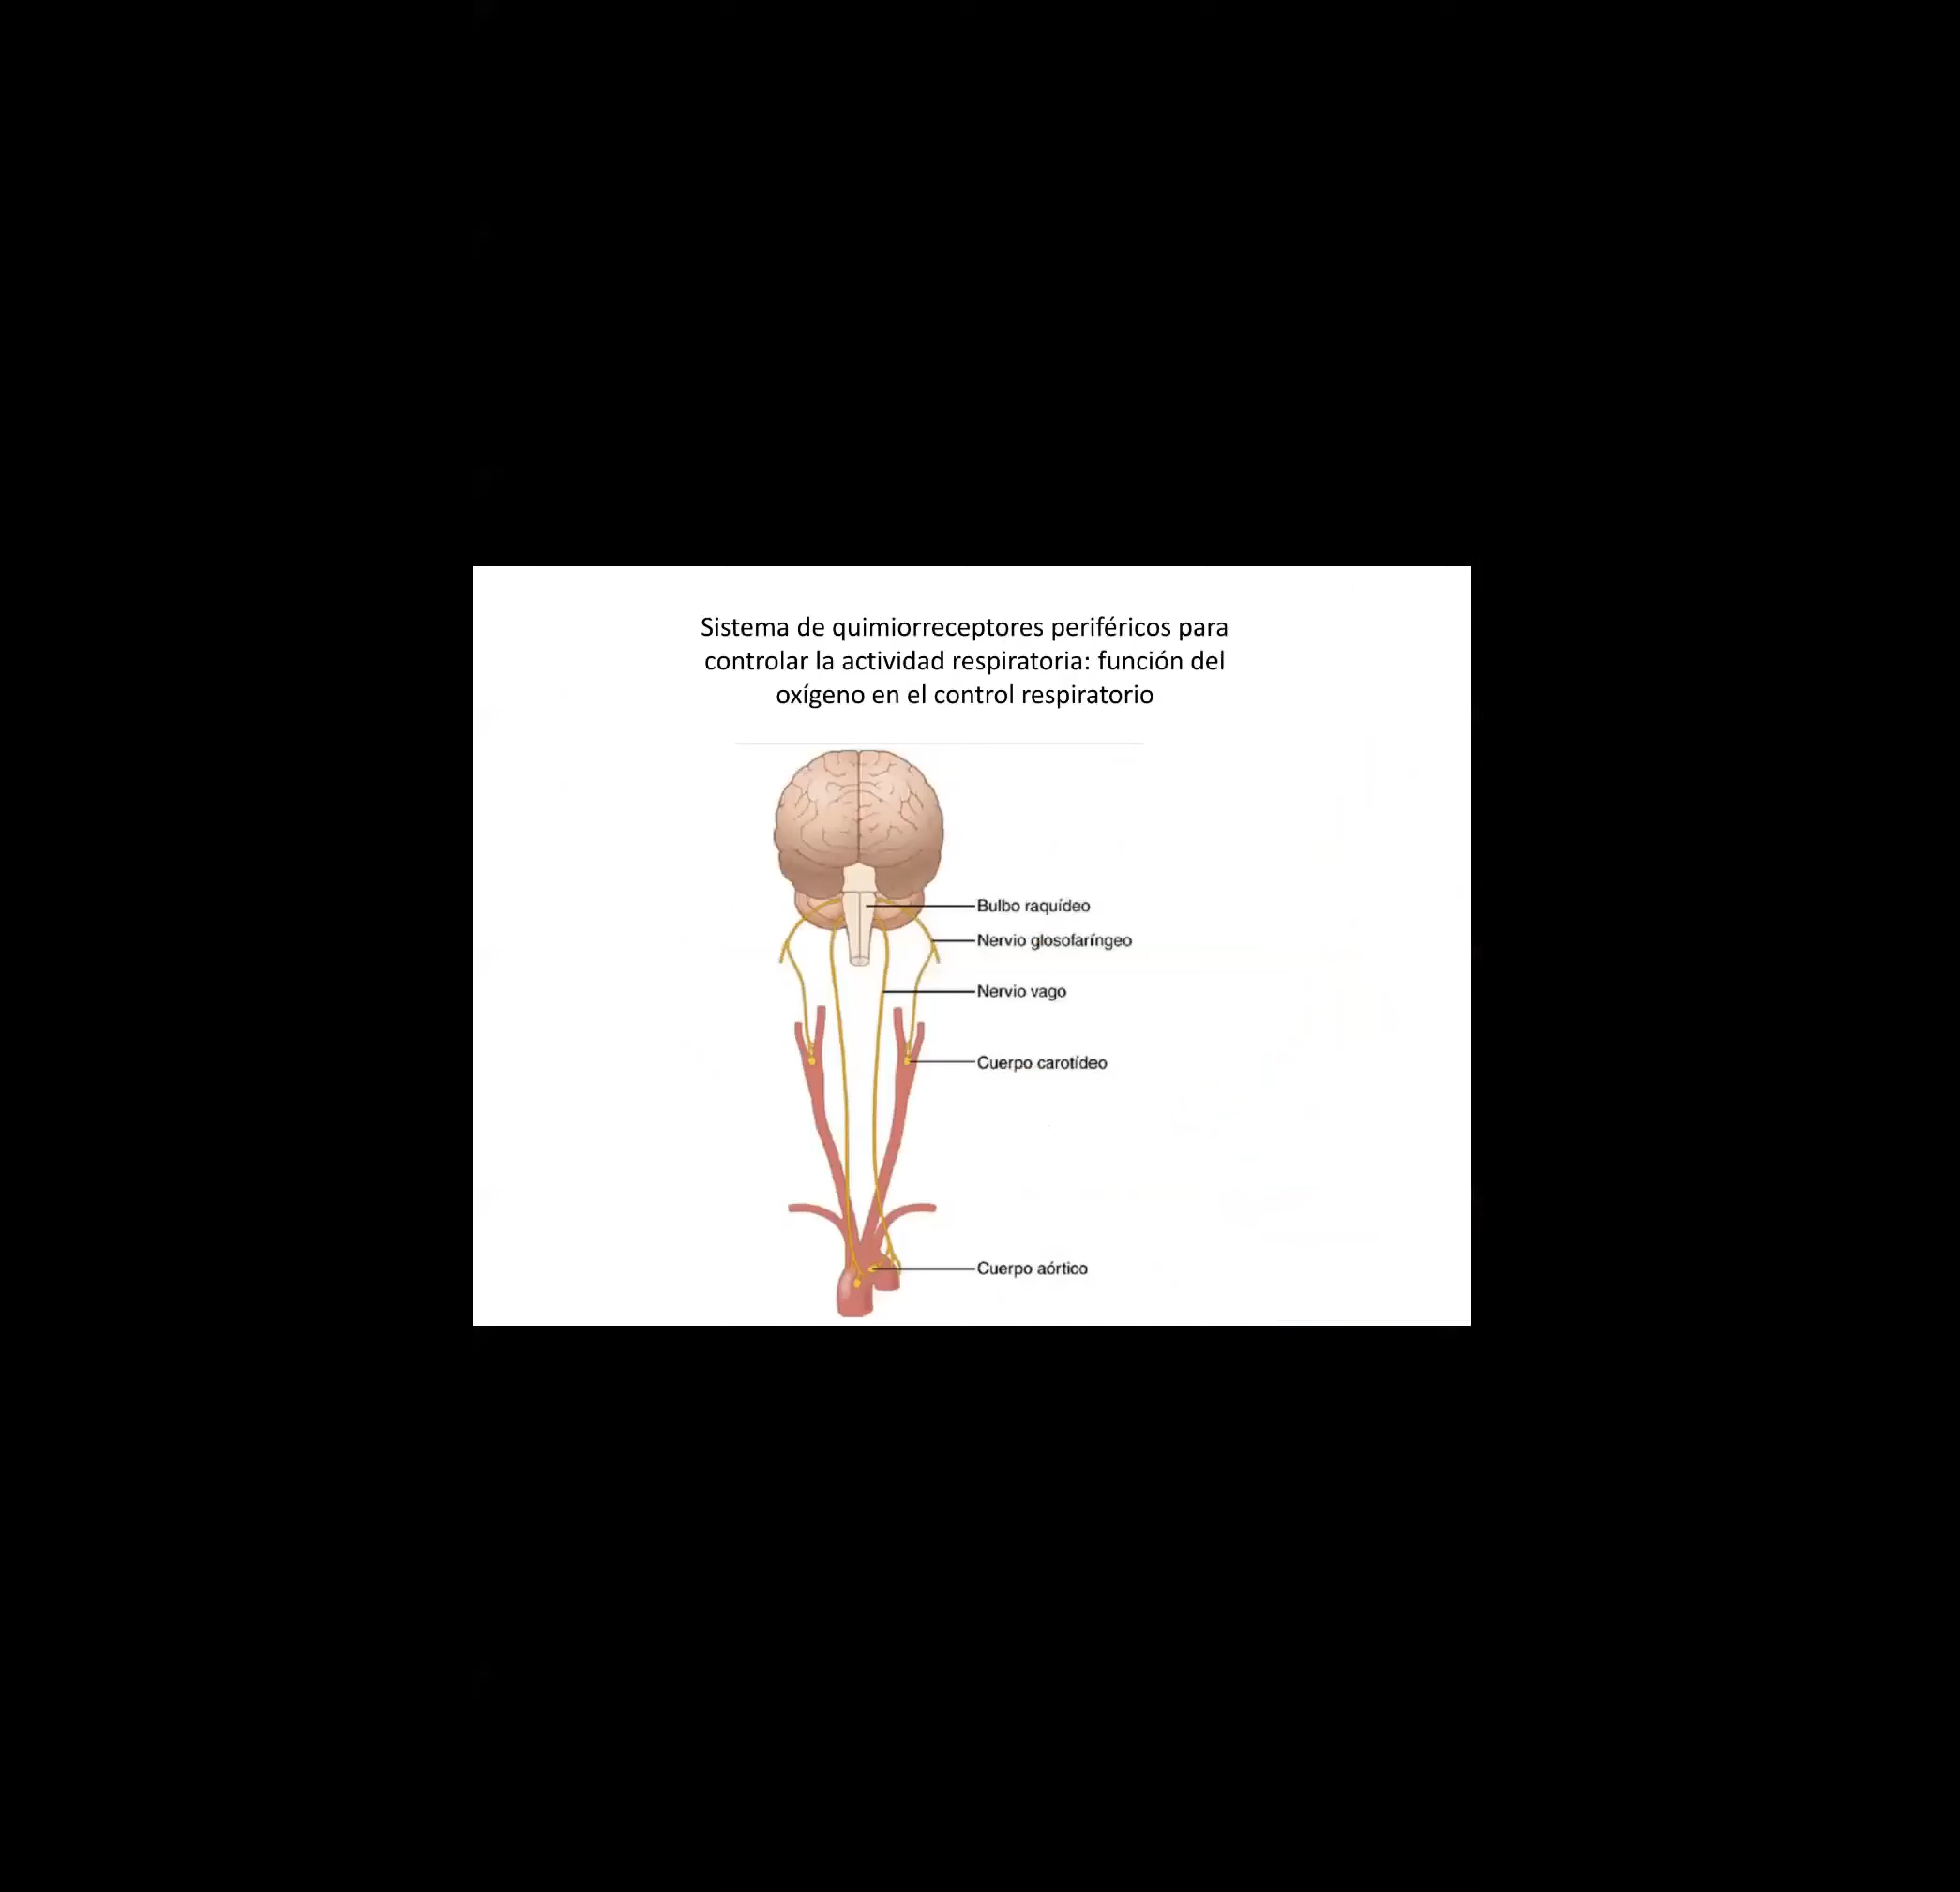 Sistema de quimiorreceptores periféricos para
controlar la actividad respiratoria: función del
oxígeno en el control respiratorio
Bulbo raquídeo
Nervio glosofaríngeo
Nervio vago
Cuerpo carotídeo
Cuerpo aórtico